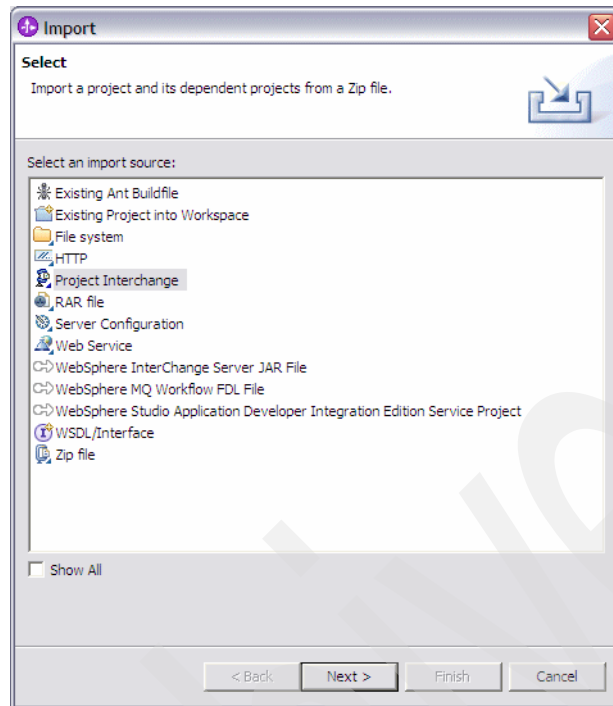 Import
Select
Import a project and its dependent projects from a Zip file.
Select an import source:
Existing Ant Buildfile
Existing Project into Workspace
File system
HTTP
Project Interchange
RAR file
Server Configuration
Web Service
WebSphere InterChange Server JAR File
WebSphere MQ Workflow FDL File
WebSphere Studio Application Developer Integration Edition Service Project
WSDL/Interface
Zip file
Show All
< Back Next > Finish Cancel